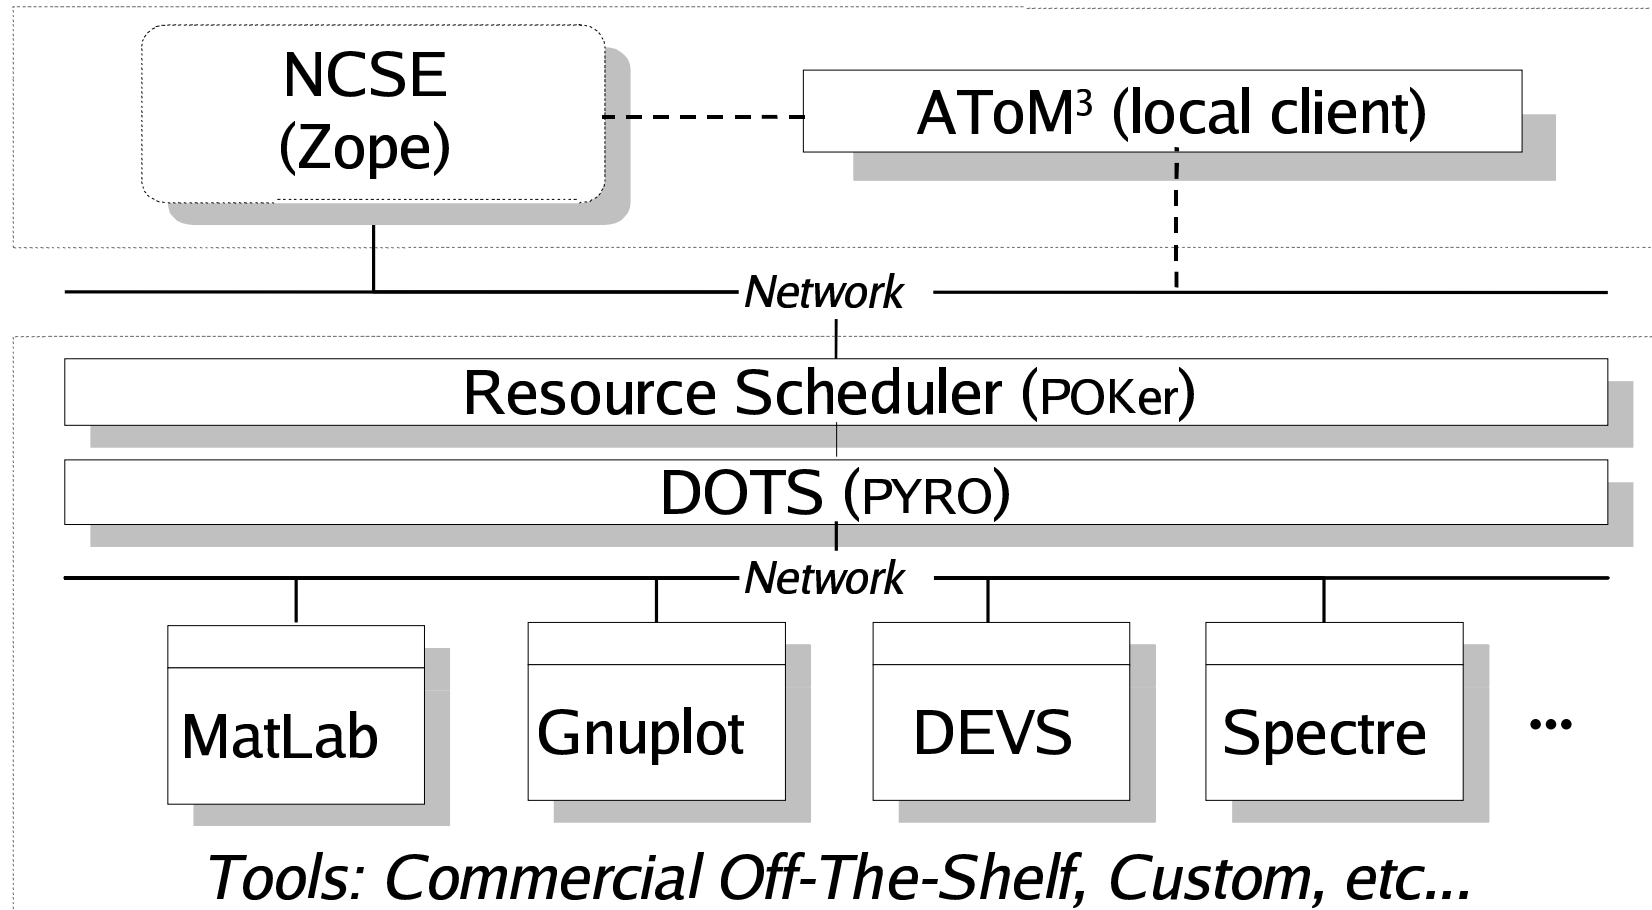 NCSE
(Zope)
AToM³ (local client)
Network
Resource Scheduler (POKer)
DOTS (PYRO)
Network
MatLab
Gnuplot
DEVS
Spectre
...
Tools: Commercial Off-The-Shelf, Custom, etc...